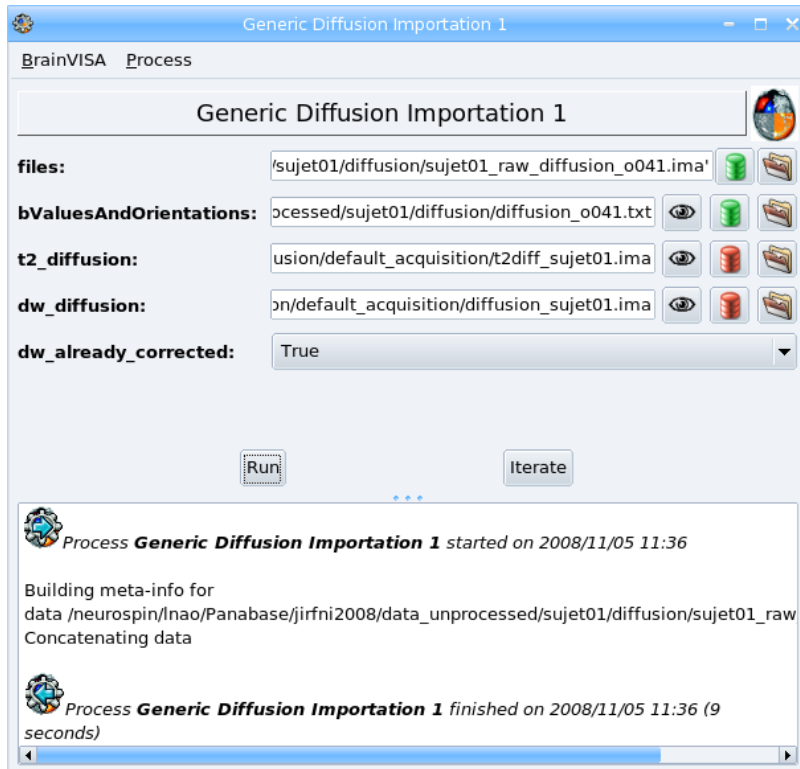 Generic Diffusion Importation 1
BrainVISA Process
Generic Diffusion Importation 1
files: /sujet01/diffusion/sujet01_raw_diffusion_o041.ima'
bValuesAndOrientations: ocessed/sujet01/diffusion/diffusion_o041.txt
t2_diffusion: usion/default_acquisition/t2diff_sujet01.ima
dw_diffusion: on/default_acquisition/diffusion_sujet01.ima
dw_already_corrected: True
Run Iterate
Process Generic Diffusion Importation 1 started on 2008/11/05 11:36
Building meta-info for
data /neurospin/lnao/Panabase/jirfni2008/data_unprocessed/sujet01/diffusion/sujet01_raw
Concatenating data
Process Generic Diffusion Importation 1 finished on 2008/11/05 11:36 (9
seconds)